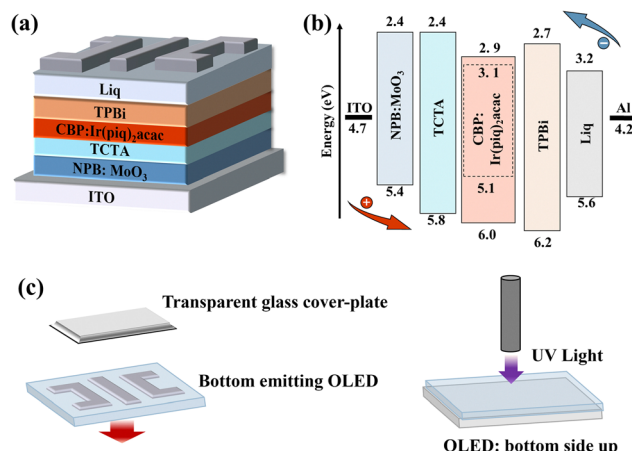 (a)
Liq
TPBi
CBP:Ir(piq)₂acac
TCTA
NPB: MoO₃
ITO
(b)
Energy (eV)
ITO
4.7
2.4
NPB:MoO₃
5.4
2.4
TCTA
5.8
2. 9
3. 1
CBP:
Ir(piq)₂acac
5.1
6.0
2.7
TPBi
6.2
3.2
Liq
5.6
Al
4.2
+
−
(c)
Transparent glass cover-plate
Bottom emitting OLED
UV Light
OLED: bottom side up